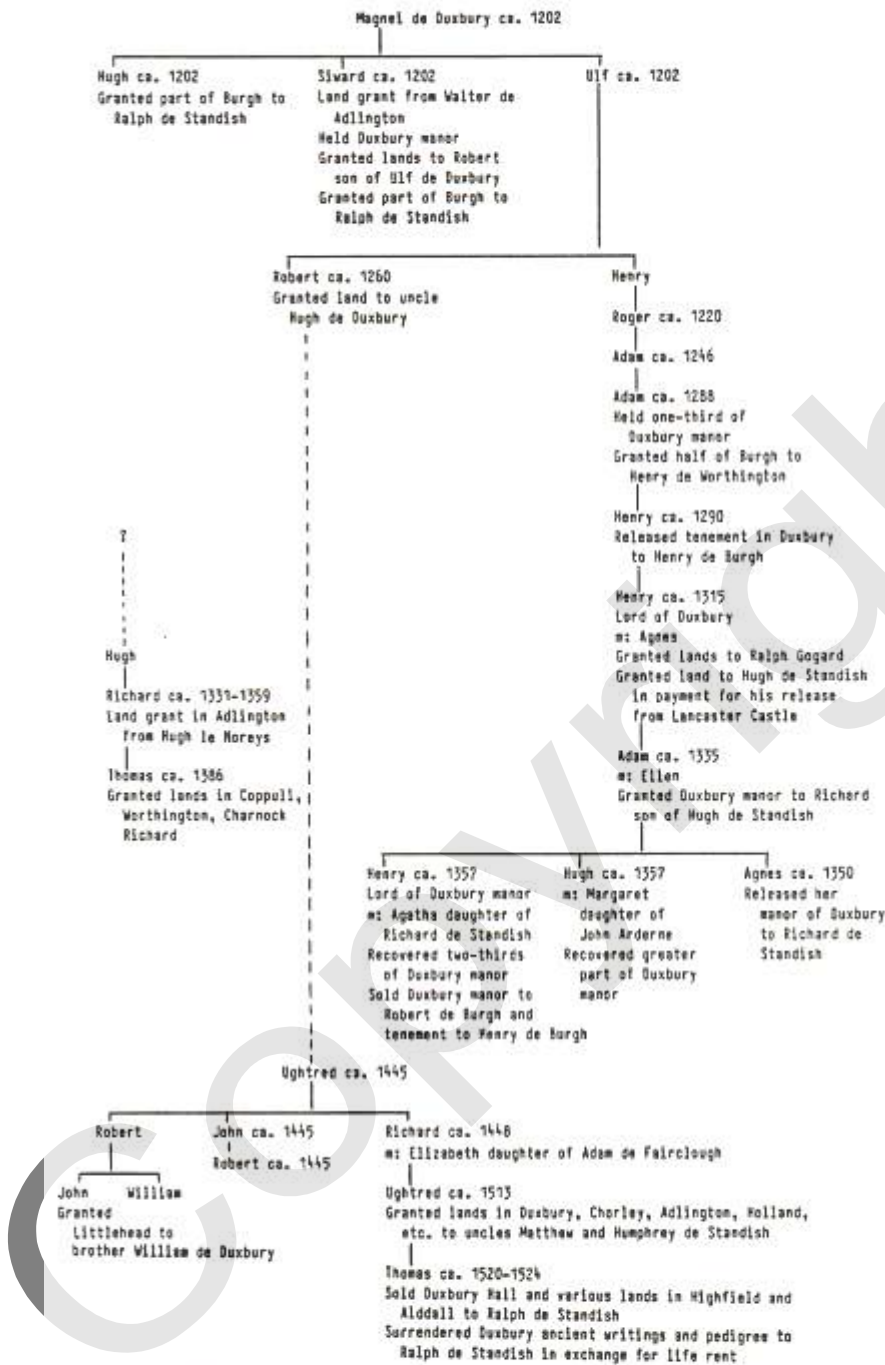 Magnel de Duxbury ca. 1202
Hugh ca. 1202
Granted part of Burgh to
Ralph de Standish
Siward ca. 1202
Land grant from Walter de
Adlington
Held Duxbury manor
Granted lands to Robert
son of Ulf de Duxbury
Granted part of Burgh to
Ralph de Standish
Ulf ca. 1202
Robert ca. 1260
Granted land to uncle
Hugh de Duxbury
Henry
Roger ca. 1220
Adam ca. 1246
Adam ca. 1288
Held one-third of
Duxbury manor
Granted half of Burgh to
Henry de Worthington
Henry ca. 1290
Released tenement in Duxbury
to Henry de Burgh
Henry ca. 1315
Lord of Duxbury
m: Agnes
Granted lands to Ralph Gogard
Granted land to Hugh de Standish
in payment for his release
from Lancaster Castle
Adam ca. 1335
m: Ellen
Granted Duxbury manor to Richard
son of Hugh de Standish
?
Hugh
Richard ca. 1331-1359
Land grant in Adlington
from Hugh le Noreys
Thomas ca. 1386
Granted lands in Coppull,
Worthington, Charnock
Richard
Henry ca. 1357
Lord of Duxbury manor
m: Agatha daughter of
Richard de Standish
Recovered two-thirds
of Duxbury manor
Sold Duxbury manor to
Robert de Burgh and
tenement to Henry de Burgh
Hugh ca. 1357
m: Margaret
daughter of
John Arderne
Recovered greater
part of Duxbury
manor
Agnes ca. 1350
Released her
manor of Duxbury
to Richard de
Standish
Ughtred ca. 1445
Robert
John ca. 1445
Robert ca. 1445
Richard ca. 1448
m: Elizabeth daughter of Adam de Fairclough
John William
Granted
Littlehead to
brother William de Duxbury
Ughtred ca. 1513
Granted lands in Duxbury, Chorley, Adlington, Holland,
etc. to uncles Matthew and Humphrey de Standish
Thomas ca. 1520-1524
Sold Duxbury Hall and various lands in Highfield and
Alddall to Ralph de Standish
Surrendered Duxbury ancient writings and pedigree to
Ralph de Standish in exchange for life rent
Copyrigh